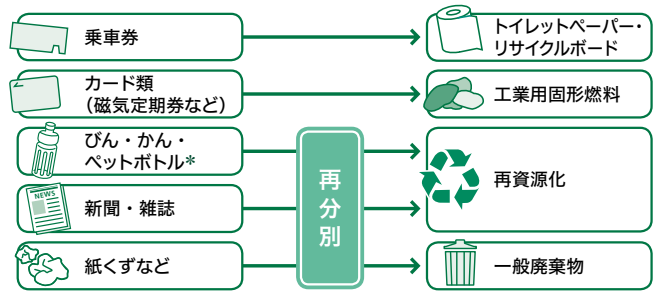 乗車券
トイレットペーパー・
リサイクルボード
カード類
（磁気定期券など）
工業用固形燃料
びん・かん・
ペットボトル*
再分別
再資源化
NEWS
新聞・雑誌
紙くずなど
一般廃棄物